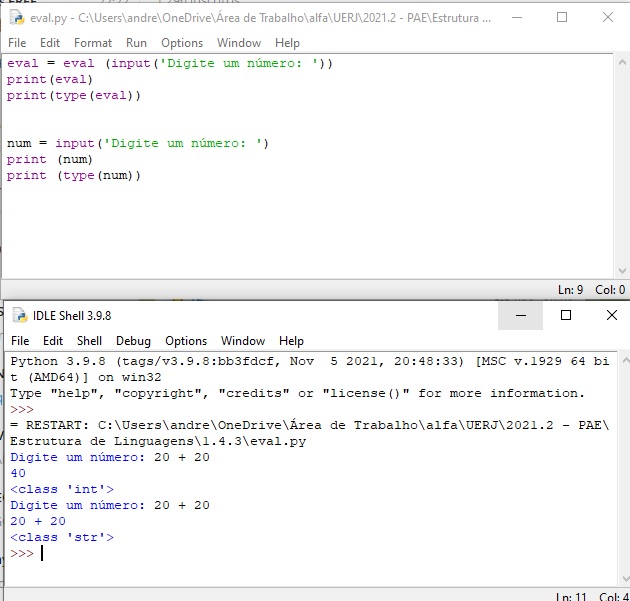 eval.py - C:\Users\andre\OneDrive\Área de Trabalho\alfa\UERJ\2021.2 - PAE\Estrutura ...
File Edit Format Run Options Window Help
eval = eval (input('Digite um número: '))
print(eval)
print(type(eval))
num = input('Digite um número: ')
print (num)
print (type(num))
Ln: 9 Col: 0
IDLE Shell 3.9.8
File Edit Shell Debug Options Window Help
Python 3.9.8 (tags/v3.9.8:bb3fdcf, Nov 5 2021, 20:48:33) [MSC v.1929 64 bi
t (AMD64)] on win32
Type "help", "copyright", "credits" or "license()" for more information.
>>>
= RESTART: C:\Users\andre\OneDrive\Área de Trabalho\alfa\UERJ\2021.2 - PAE\
Estrutura de Linguagens\1.4.3\eval.py
Digite um número: 20 + 20
40
<class 'int'>
Digite um número: 20 + 20
20 + 20
<class 'str'>
>>>
Ln: 11 Col: 4